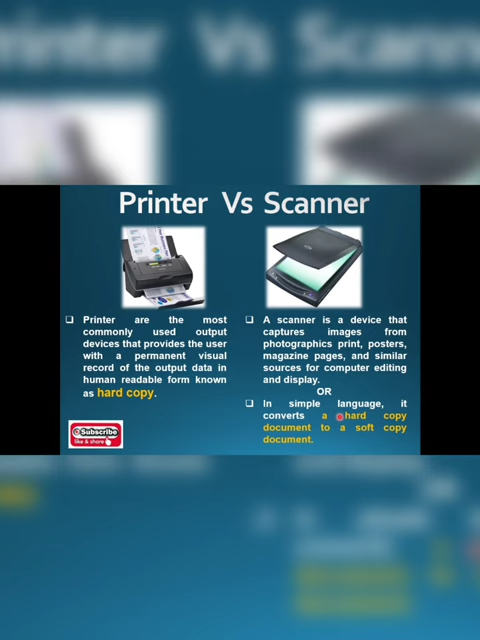 Printer Vs Scanner
❑ Printer are the most
commonly used output
devices that provides the user
with a permanent visual
record of the output data in
human readable form known
as hard copy.
❑ A scanner is a device that
captures images from
photographics print, posters,
magazine pages, and similar
sources for computer editing
and display.
OR
❑ In simple language, it
converts a hard copy
document to a soft copy
document.
Subscribe
like & share